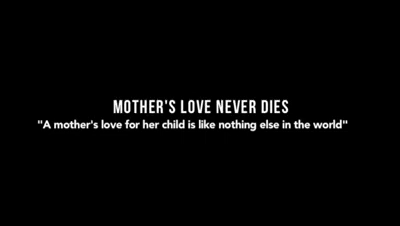 MOTHER'S LOVE NEVER DIES
"A mother's love for her child is like nothing else in the world"